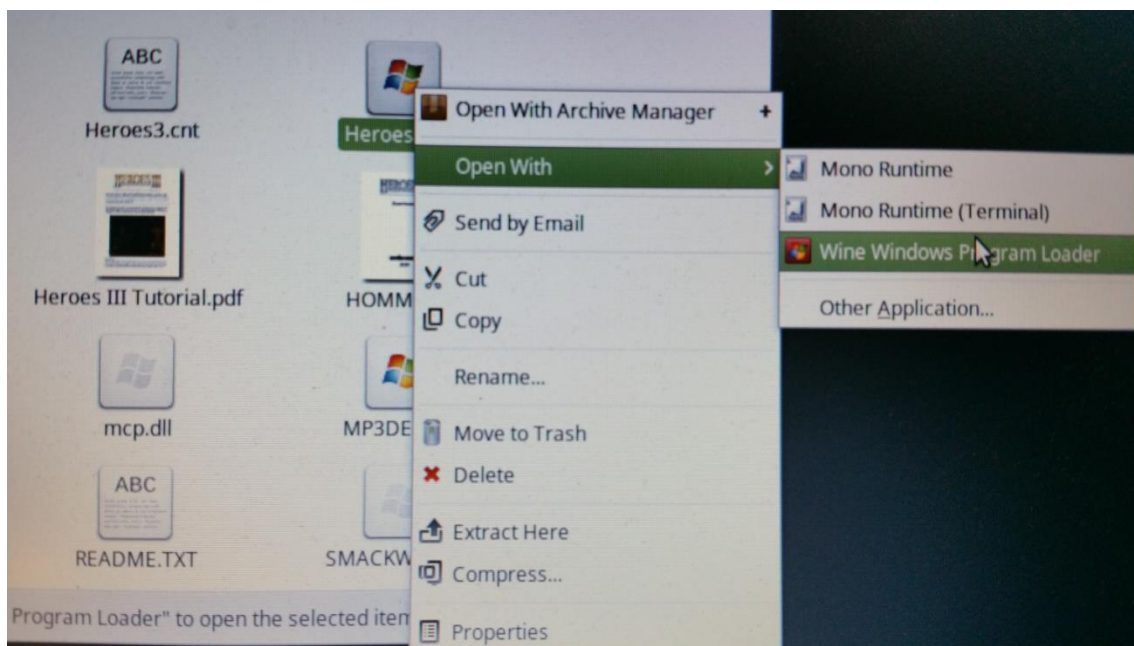 ABC
Heroes3.cnt
Heroes
Heroes III Tutorial.pdf
HOMM
mcp.dll
MP3DE
ABC
README.TXT
SMACKW
Program Loader" to open the selected item
Open With Archive Manager +
Open With
Send by Email
Cut
Copy
Rename...
Move to Trash
Delete
Extract Here
Compress...
Properties
Mono Runtime
Mono Runtime (Terminal)
Wine Windows Program Loader
Other Application...